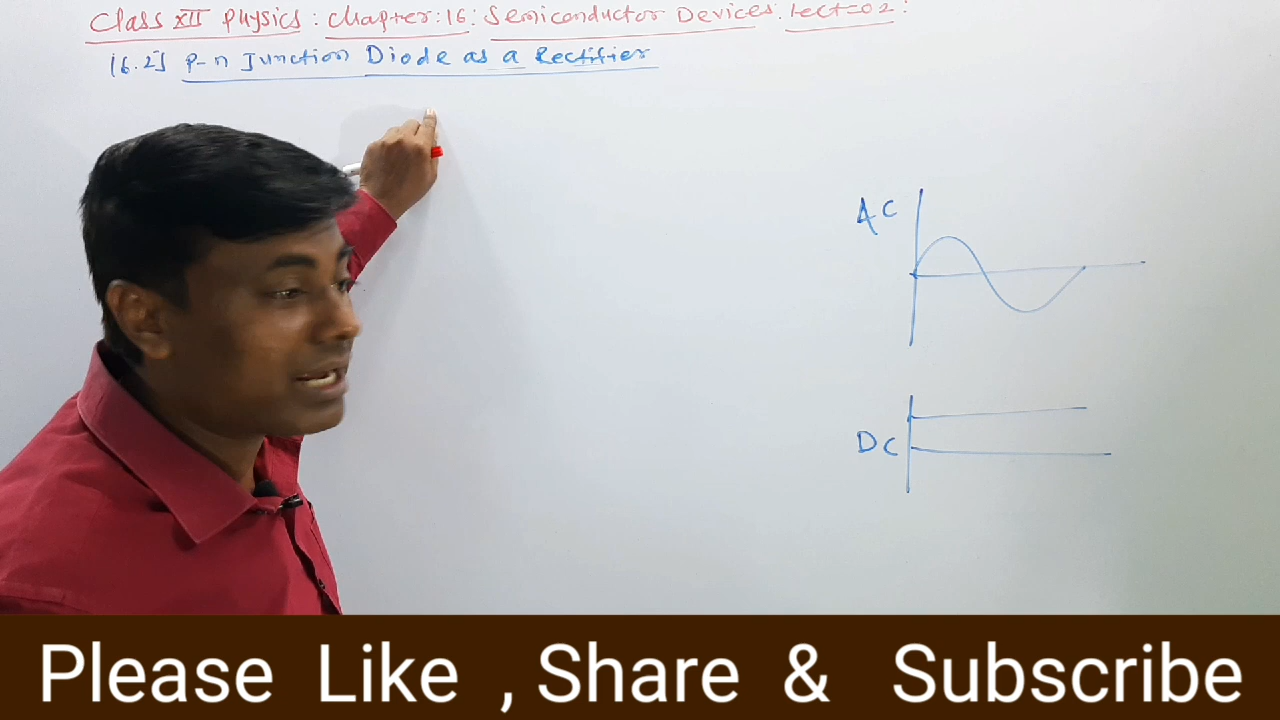 Class XII Physics : Chapter : 16 : Semiconductor Devices. Lect=02 :
16.2] P-n Junction Diode as a Rectifier
AC
DC
Please Like , Share & Subscribe